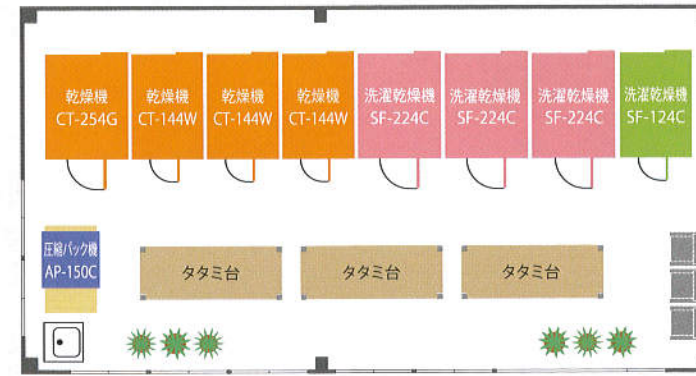 乾燥機
CT-254G
乾燥機
CT-144W
乾燥機
CT-144W
乾燥機
CT-144W
洗濯乾燥機
SF-224C
洗濯乾燥機
SF-224C
洗濯乾燥機
SF-224C
洗濯乾燥機
SF-124C
圧縮パック機
AP-150C
タタミ台
タタミ台
タタミ台